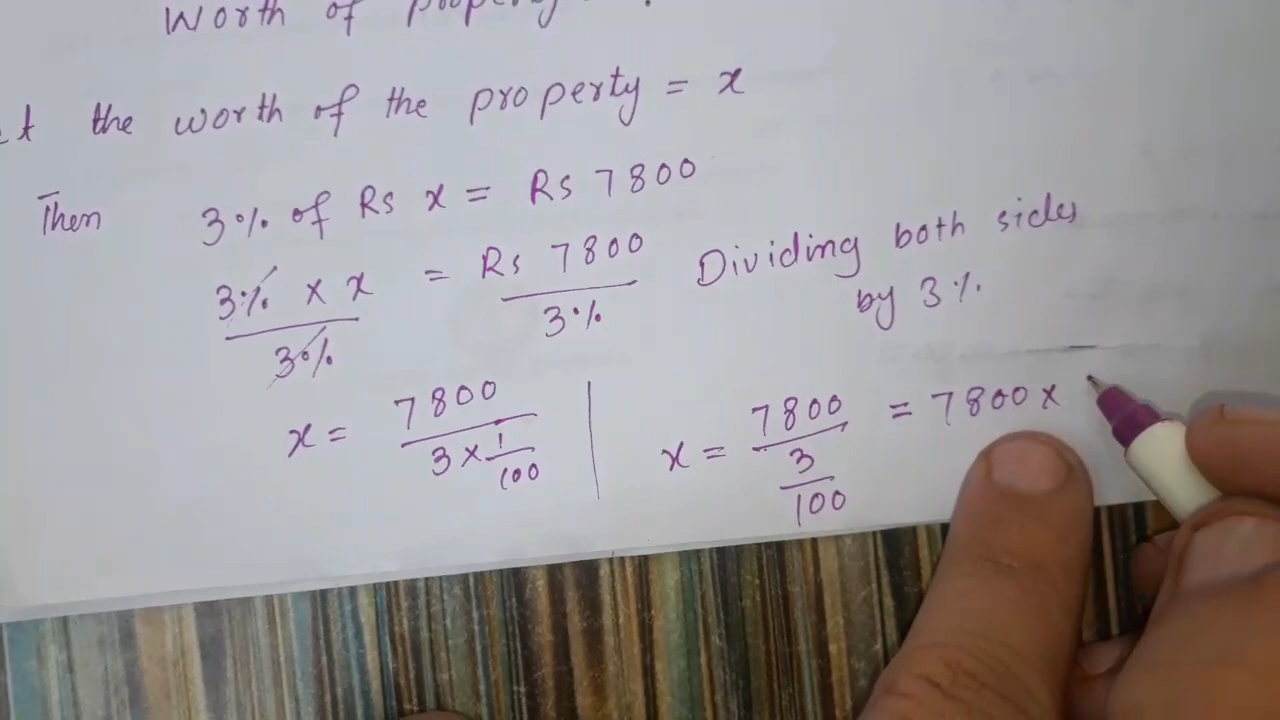 Worth of property
the worth of the property = x
Then 3% of Rs x = Rs 7800
3% × x / 3% = Rs 7800 / 3% Dividing both sides
by 3%
x = 7800 / 3 × 1/100 | x = 7800 / 3/100 = 7800 ×